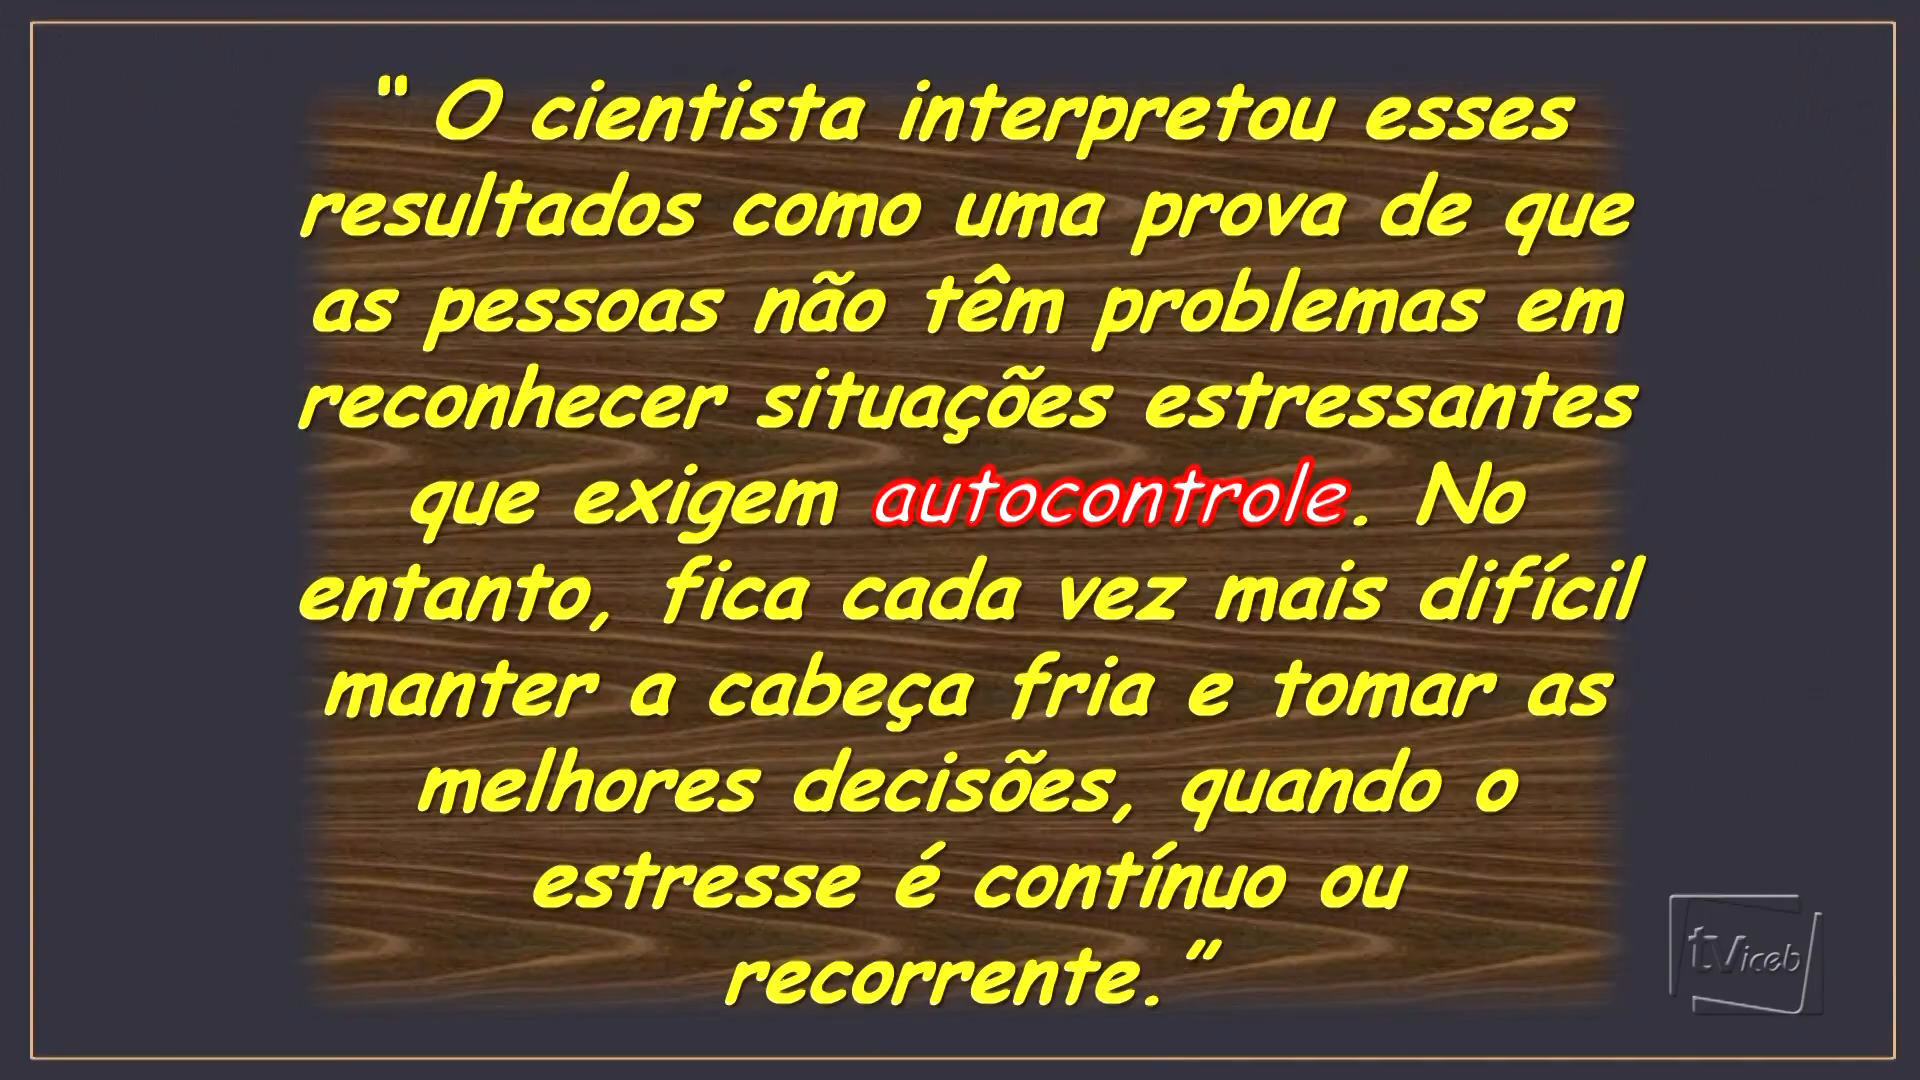 “ O cientista interpretou esses
resultados como uma prova de que
as pessoas não têm problemas em
reconhecer situações estressantes
que exigem autocontrole. No
entanto, fica cada vez mais difícil
manter a cabeça fria e tomar as
melhores decisões, quando o
estresse é contínuo ou
recorrente.”
tViceb